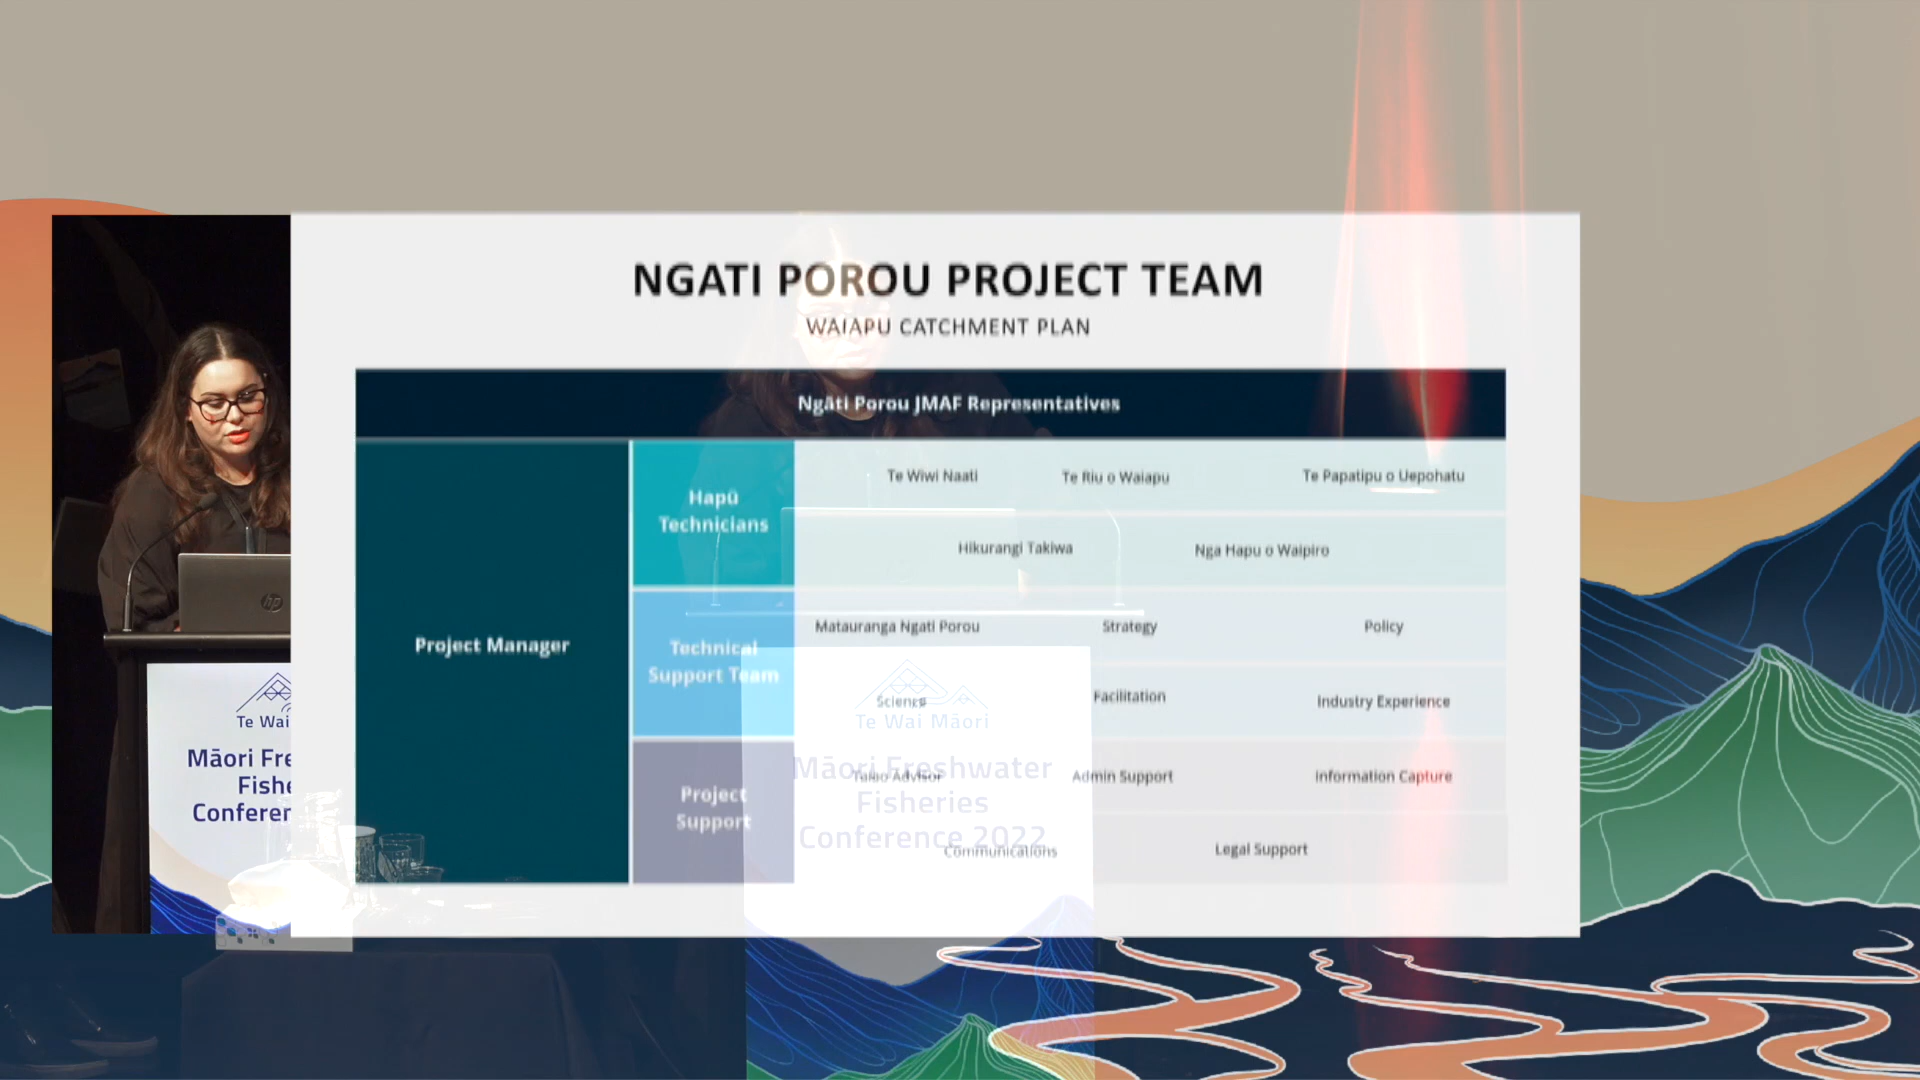 NGATI POROU PROJECT TEAM
WAIAPU CATCHMENT PLAN
Ngāti Porou JMAF Representatives
Project Manager
Hapū
Technicians
Te Wiwi Naati
Te Riu o Waiapu
Te Papatipu o Uepohatu
Hikurangi Takiwa
Nga Hapu o Waipiro
Technical
Support Team
Matauranga Ngati Porou
Strategy
Policy
Science
Facilitation
Industry Experience
Project
Support
Taiao Advisor
Admin Support
Information Capture
Communications
Legal Support
hp
Te Wai
Māori Fre
Fishe
Confere
Te Wai Māori
Māori Freshwater
Fisheries
Conference 2022